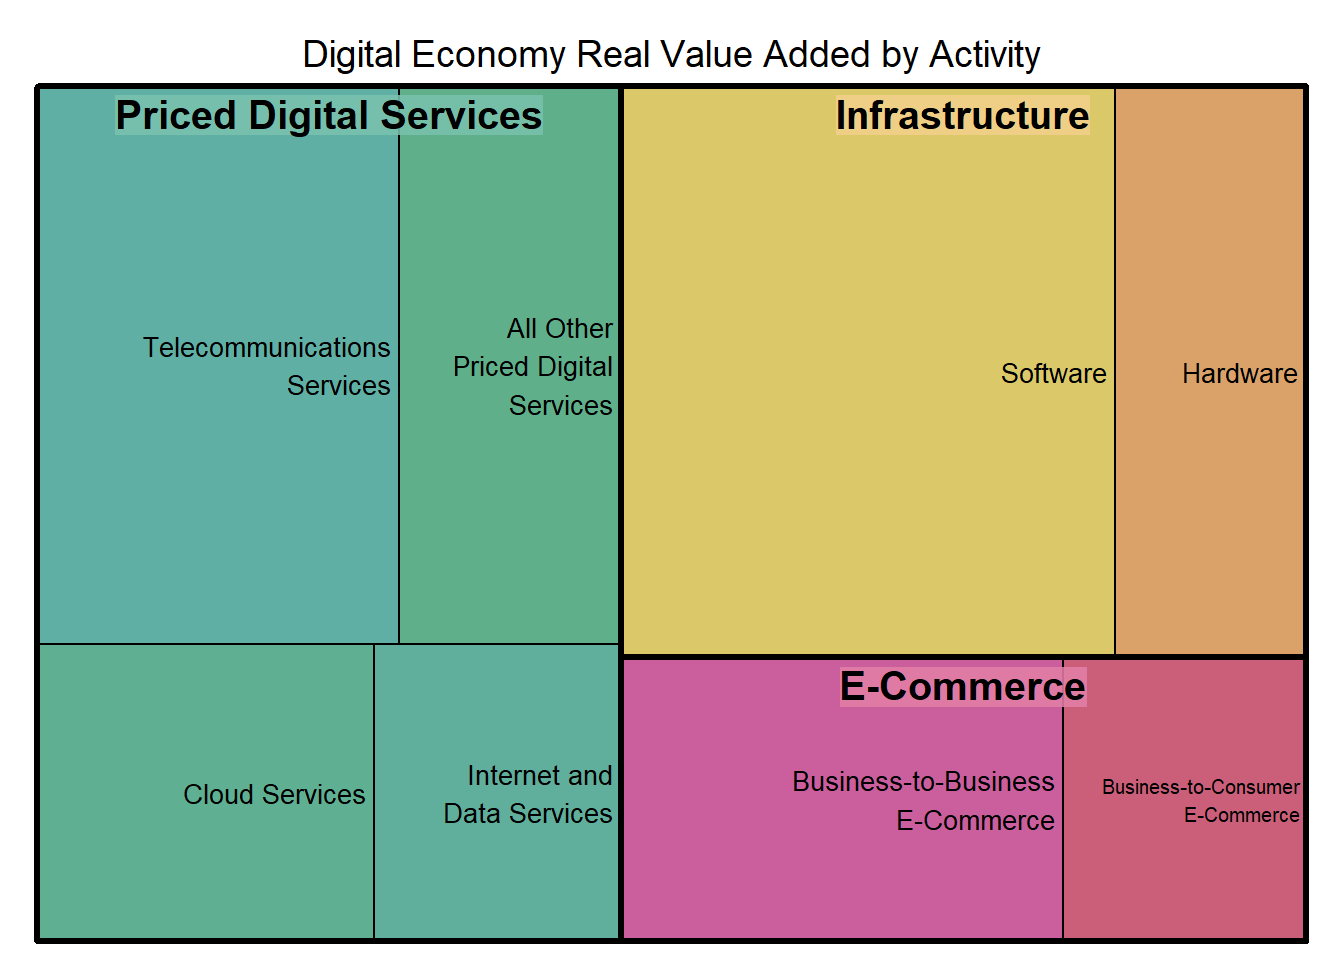 Digital Economy Real Value Added by Activity
Priced Digital Services
Telecommunications
Services
All Other
Priced Digital
Services
Cloud Services
Internet and
Data Services
Infrastructure
Software
Hardware
E-Commerce
Business-to-Business
E-Commerce
Business-to-Consumer
E-Commerce